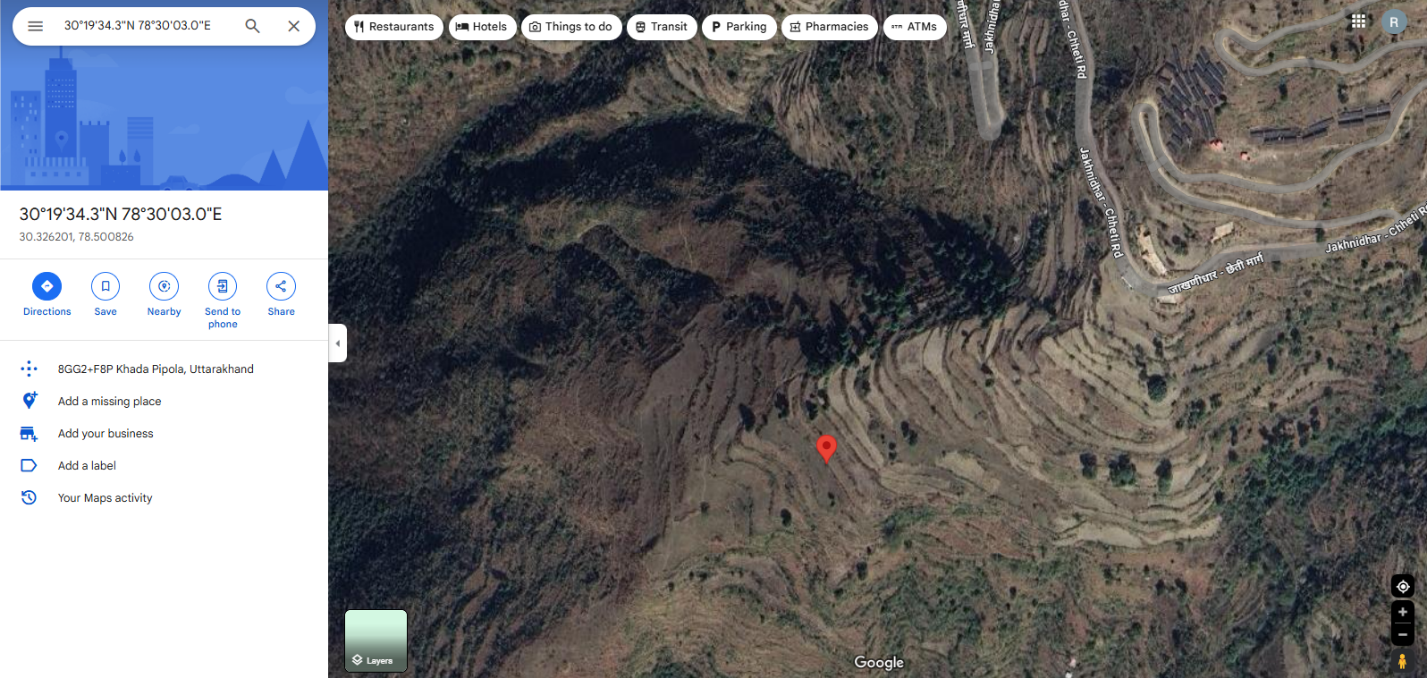 30°19'34.3"N 78°30'03.0"E
Restaurants
Hotels
Things to do
Transit
Parking
Pharmacies
ATMs
R
30°19'34.3"N 78°30'03.0"E
30.326201, 78.500826
Directions
Save
Nearby
Send to
phone
Share
8GG2+F8P Khada Pipola, Uttarakhand
Add a missing place
Add your business
Add a label
Your Maps activity
मार्ग
Jakhnidhar
dhar - Chheti Rd
Jakhnidhar - Chheti Rd
जाखणीधार - छेती मार्ग
Jakhnidhar - Chheti Rd
Layers
Google